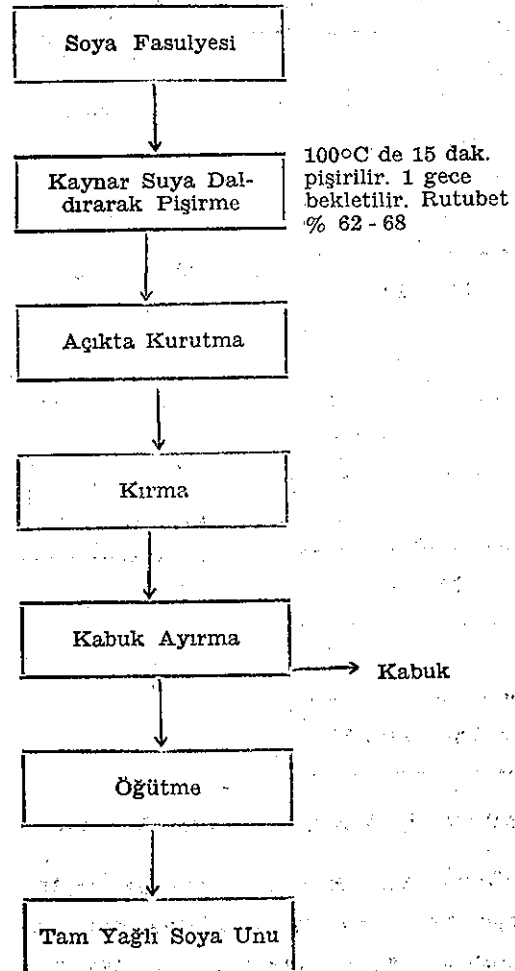 Soya Fasulyesi
Kaynar Suya Dal-
dırarak Pişirme
100°C de 15 dak.
pişirilir. 1 gece
bekletilir. Rutubet
% 62 - 68
Açıkta Kurutma
Kırma
Kabuk Ayırma
Kabuk
Öğütme
Tam Yağlı Soya Unu